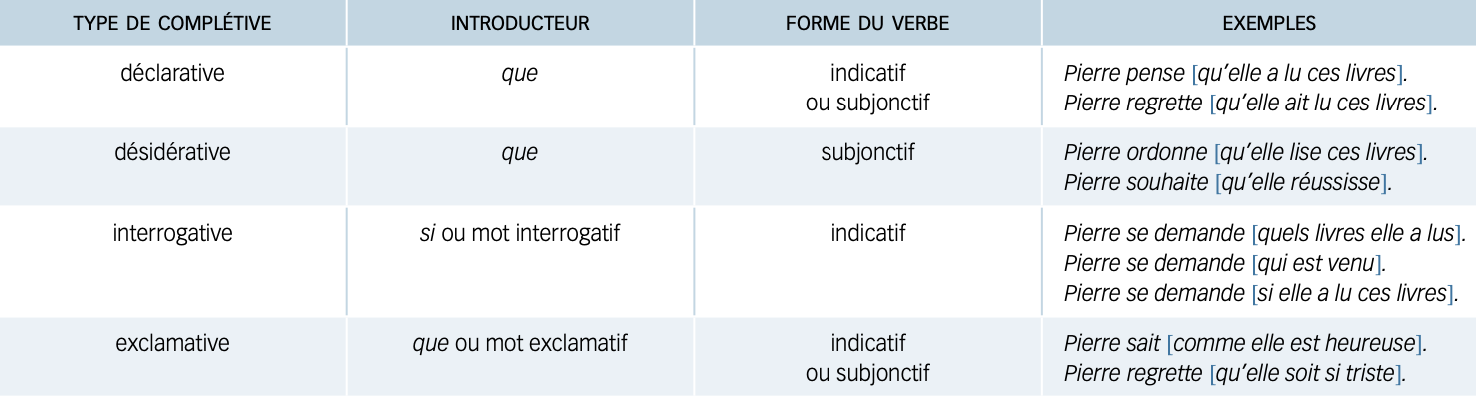 TYPE DE COMPLÉTIVE INTRODUCTEUR FORME DU VERBE EXEMPLES
déclarative que indicatif Pierre pense [qu’elle a lu ces livres].
ou subjonctif Pierre regrette [qu’elle ait lu ces livres].
désidérative que subjonctif Pierre ordonne [qu’elle lise ces livres].
Pierre souhaite [qu’elle réussisse].
interrogative si ou mot interrogatif indicatif Pierre se demande [quels livres elle a lus].
Pierre se demande [qui est venu].
Pierre se demande [si elle a lu ces livres].
exclamative que ou mot exclamatif indicatif Pierre sait [comme elle est heureuse].
ou subjonctif Pierre regrette [qu’elle soit si triste].